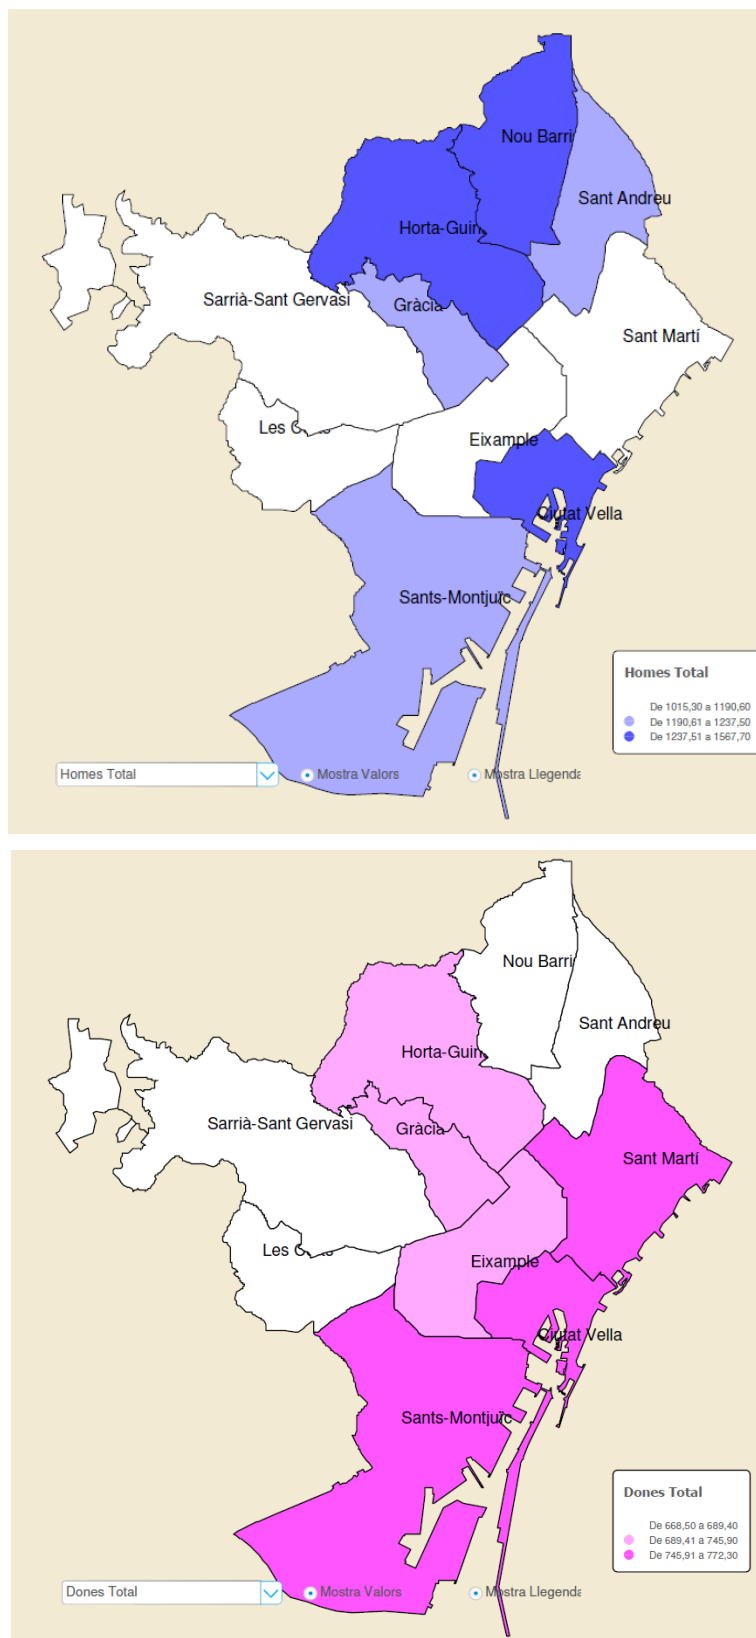 Nou Barri
Sant Andreu
Horta-Guin
Sarrià-Sant Gervasi
Gràcia
Sant Martí
Les
Eixample
Ciutat Vella
Sants-Montjuïc
Homes Total
De 1015,30 a 1190,60
De 1190,61 a 1237,50
De 1237,51 a 1567,70
Homes Total
Mostra Valors
Mostra Llegenda
Nou Barri
Sant Andreu
Horta-Guin
Gràcia
Sarrià-Sant Gervasi
Sant Martí
Les
Eixample
Ciutat Vella
Sants-Montjuïc
Dones Total
De 668,50 a 689,40
De 689,41 a 745,90
De 745,91 a 772,30
Dones Total
Mostra Valors
Mostra Llegenda